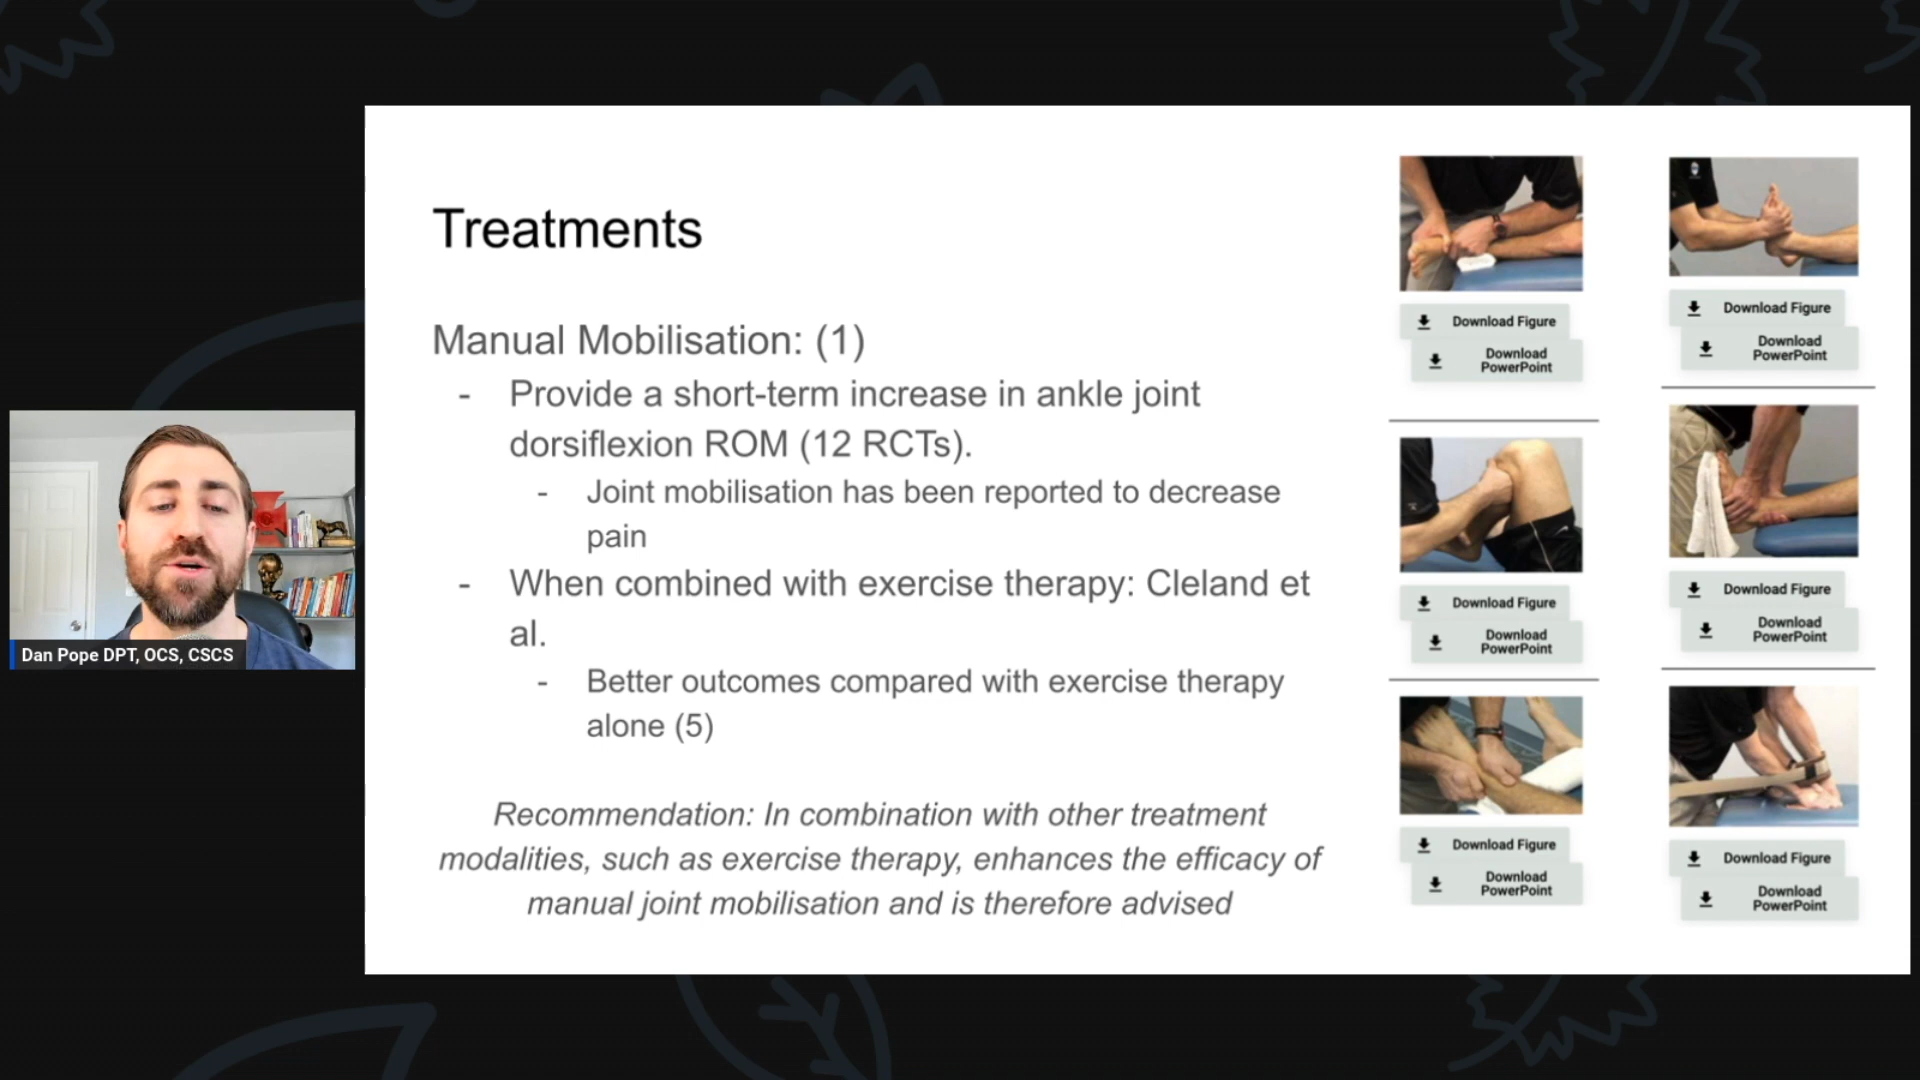 Treatments
Manual Mobilisation: (1)
- Provide a short-term increase in ankle joint
dorsiflexion ROM (12 RCTs).
- Joint mobilisation has been reported to decrease
pain
- When combined with exercise therapy: Cleland et
al.
- Better outcomes compared with exercise therapy
alone (5)
Recommendation: In combination with other treatment
modalities, such as exercise therapy, enhances the efficacy of
manual joint mobilisation and is therefore advised
Download Figure
Download
PowerPoint
Download Figure
Download
PowerPoint
Download Figure
Download
PowerPoint
Download Figure
Download
PowerPoint
Download Figure
Download
PowerPoint
Download Figure
Download
PowerPoint
Dan Pope DPT, OCS, CSCS